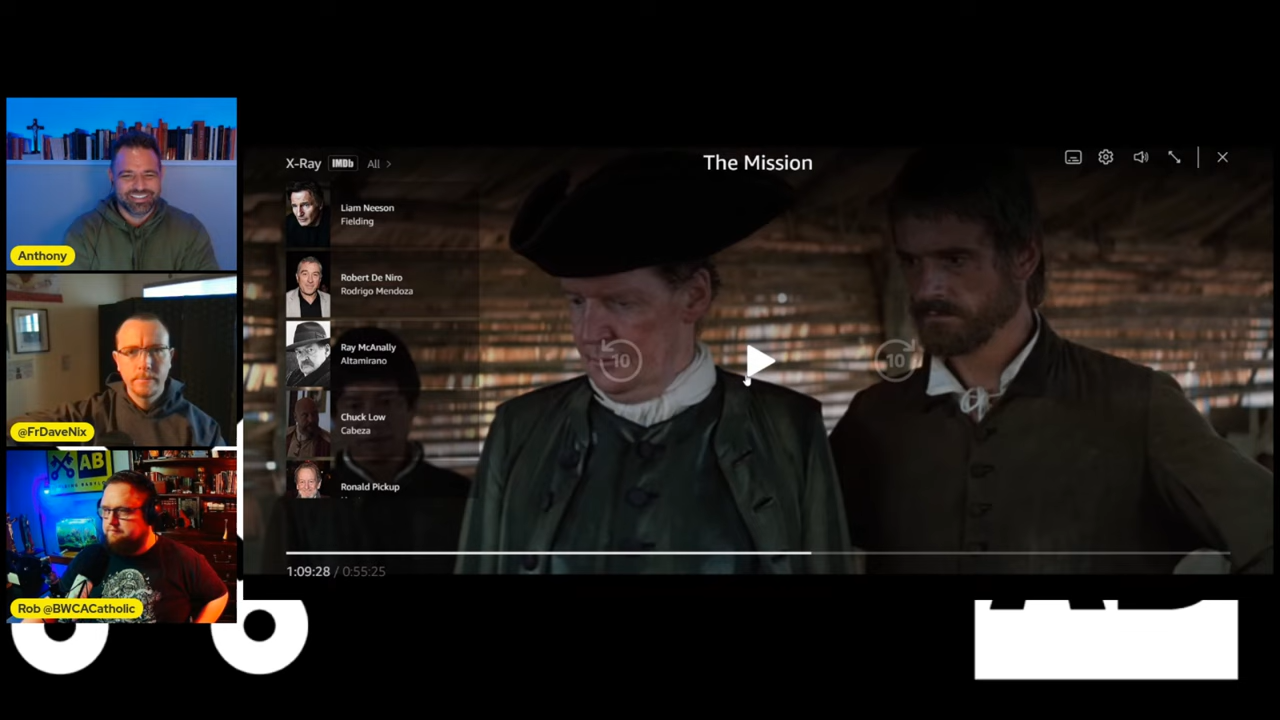 X-Ray IMDb All >
The Mission
Liam Neeson
Fielding
Robert De Niro
Rodrigo Mendoza
Ray McAnally
Altamirano
Chuck Low
Cabeza
Ronald Pickup
10
10
1:09:28 / 0:55:25
Anthony
@FrDaveNix
AB
Rob @BWCACatholic